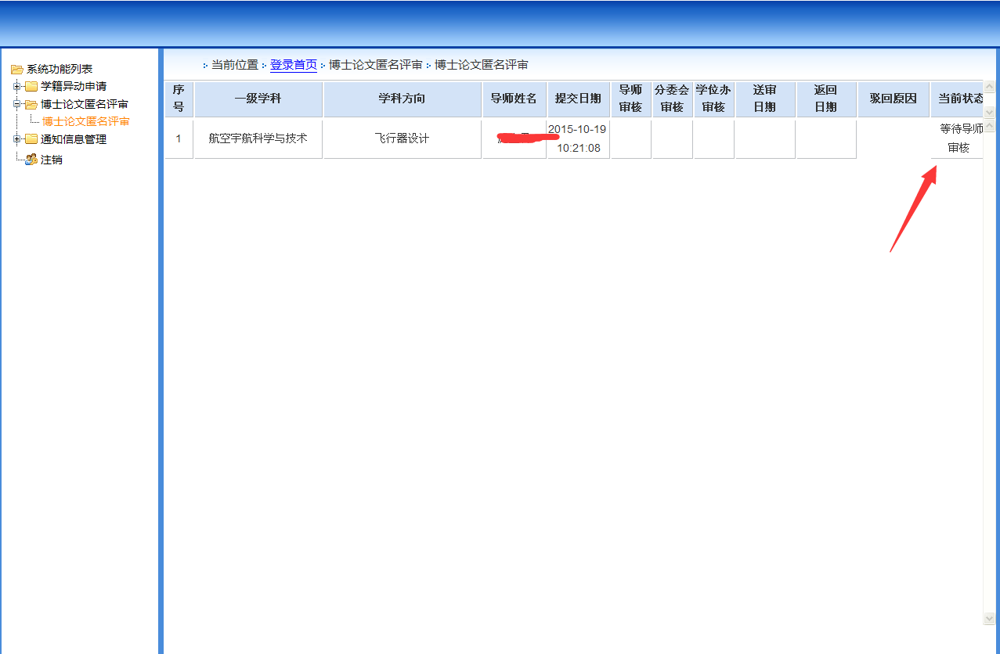 当前位置 登录首页 博士论文匿名评审 博士论文匿名评审
系统功能列表
学籍异动申请
博士论文匿名评审
博士论文匿名评审
通知信息管理
注销
序号 一级学科 学科方向 导师姓名 提交日期 导师审核 分委会审核 学位办审核 送审日期 返回日期 驳回原因 当前状态
1 航空宇航科学与技术 飞行器设计 2015-10-19 10:21:08 等待导师审核